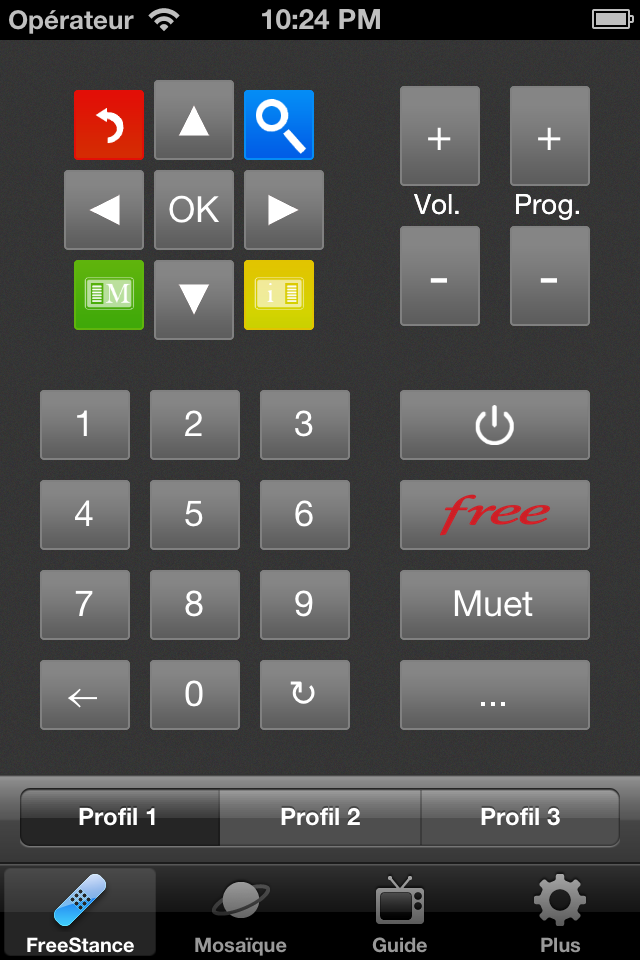 Opérateur 10:24 PM
+ +
OK
Vol. Prog.
M i
- -
1 2 3
4 5 6 free
7 8 9 Muet
← 0 ↻ ...
Profil 1 Profil 2 Profil 3
FreeStance Mosaïque Guide Plus